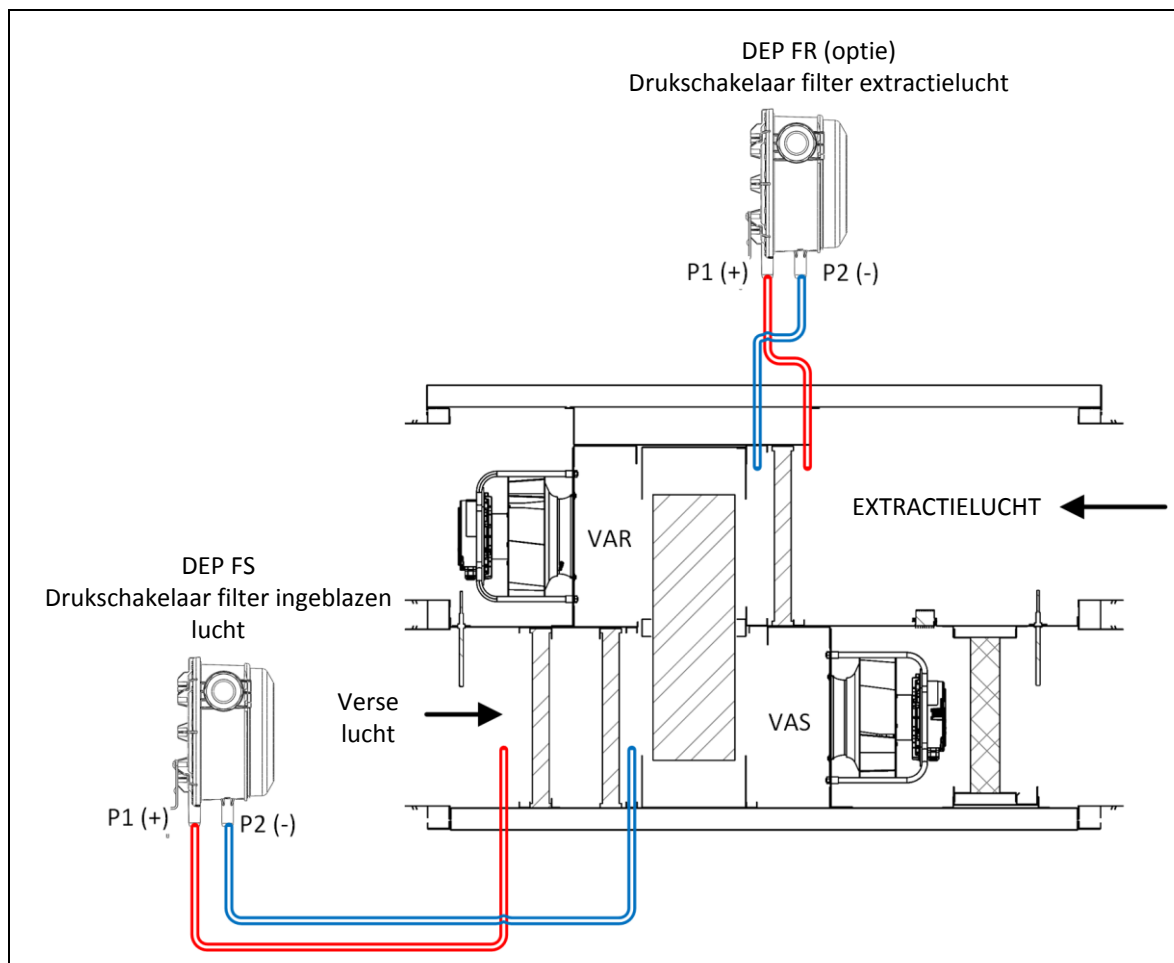 DEP FR (optie)
Drukschakelaar filter extractielucht
P1 (+)
P2 (-)
EXTRACTIELUCHT
VAR
DEP FS
Drukschakelaar filter ingeblazen
lucht
Verse
lucht
VAS
P1 (+)
P2 (-)